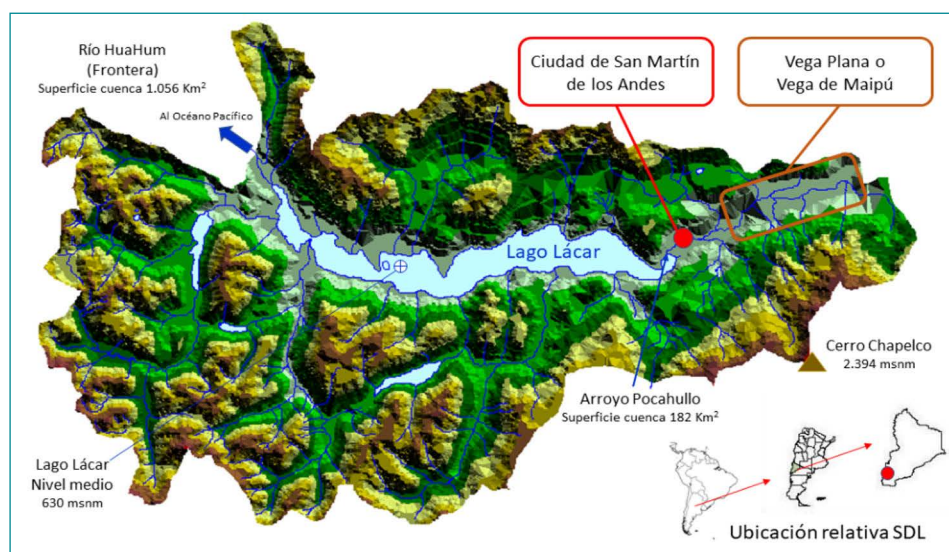 Río HuaHum
(Frontera)
Superficie cuenca 1.056 Km²
Al Océano Pacífico
Ciudad de San Martín
de los Andes
Vega Plana o
Vega de Maipú
Lago Lácar
Cerro Chapelco
2.394 msnm
Arroyo Pocahullo
Superficie cuenca 182 Km²
Lago Lácar
Nivel medio
630 msnm
Ubicación relativa SDL